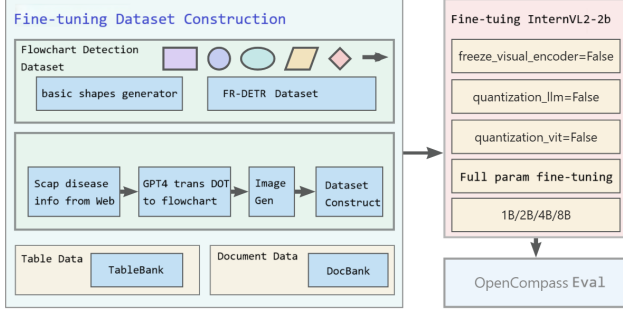 Fine-tuning Dataset Construction
Flowchart Detection
Dataset
basic shapes generator
FR-DETR Dataset
Scap disease
info from Web
GPT4 trans DOT
to flowchart
Image
Gen
Dataset
Construct
Table Data
TableBank
Document Data
DocBank
Fine-tuing InternVL2-2b
freeze_visual_encoder=False
quantization_llm=False
quantization_vit=False
Full param fine-tuning
1B/2B/4B/8B
OpenCompass Eval